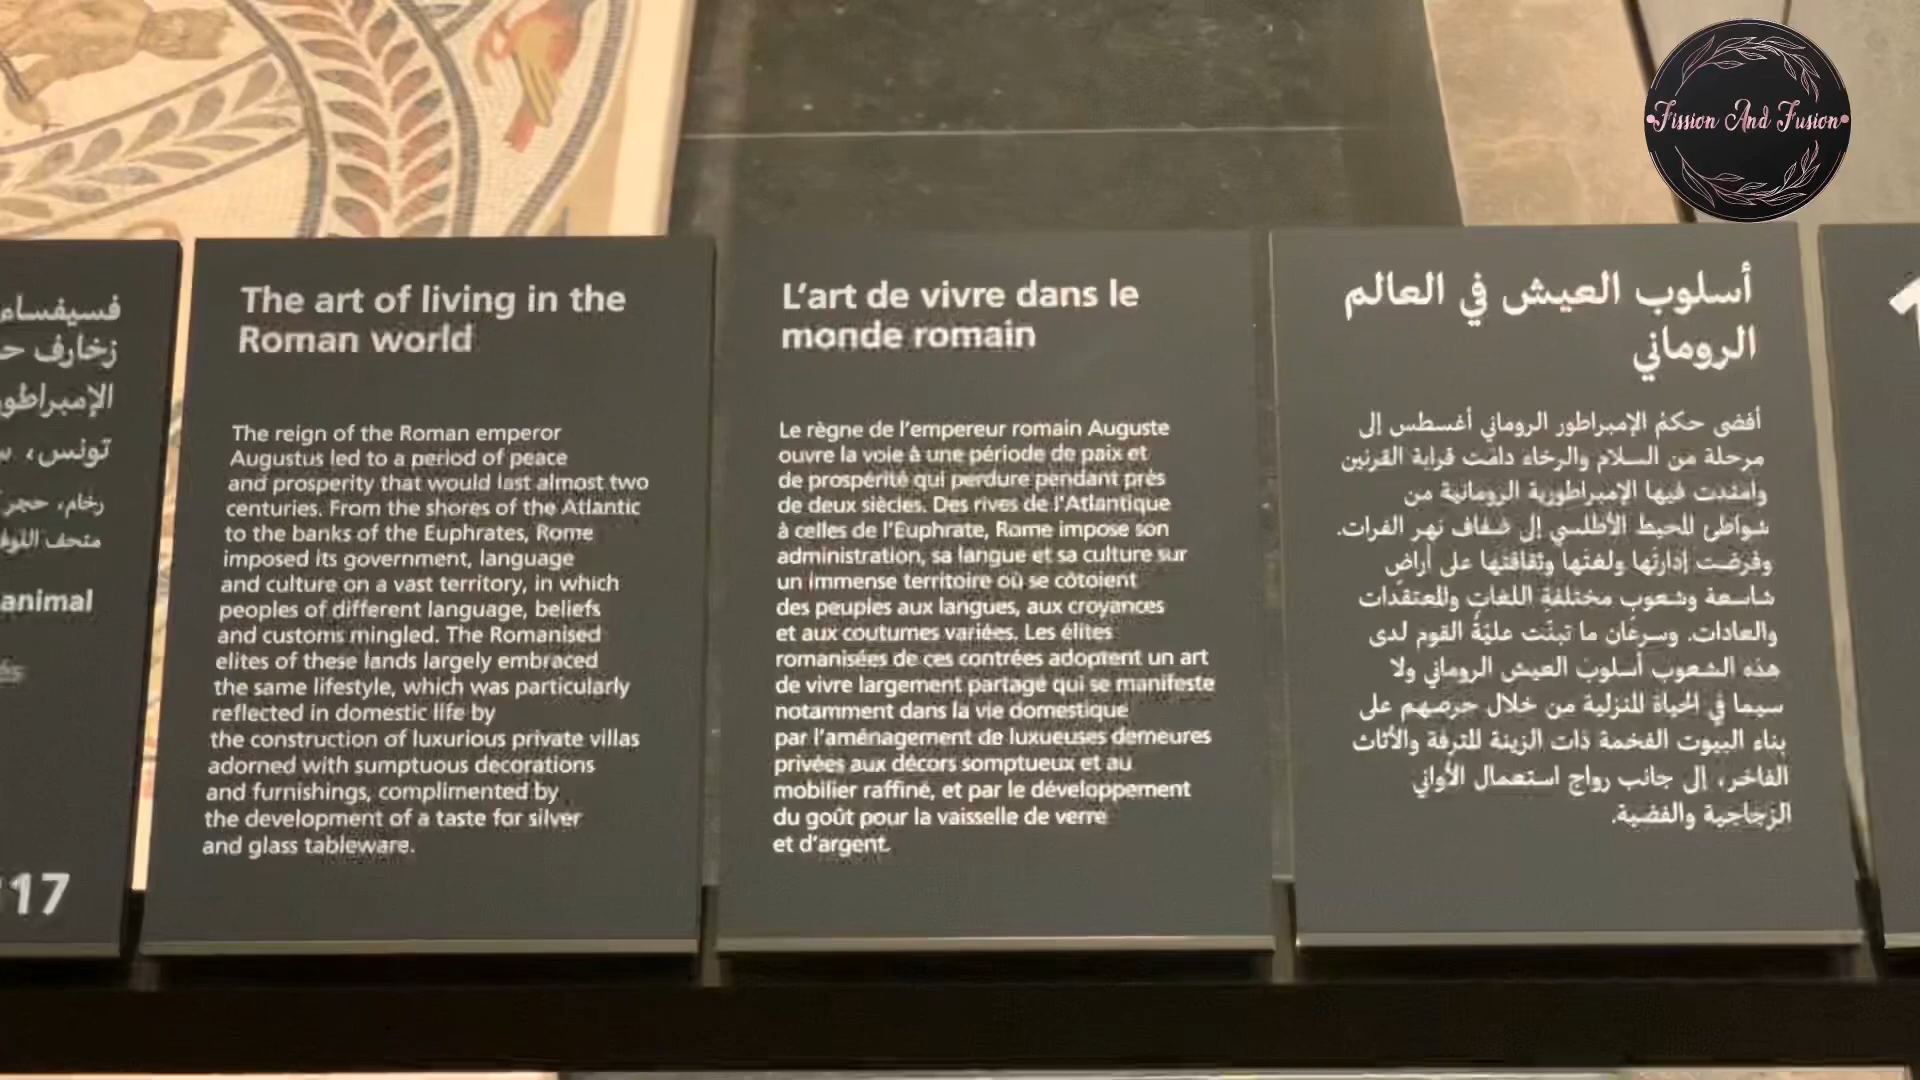 فسيفساء
زخارف
الإمبراطور
تونس،
رخام، حجر
متحف اللوفر
animal
17
The art of living in the
Roman world
The reign of the Roman emperor
Augustus led to a period of peace
and prosperity that would last almost two
centuries. From the shores of the Atlantic
to the banks of the Euphrates, Rome
imposed its government, language
and culture on a vast territory, in which
peoples of different language, beliefs
and customs mingled. The Romanised
elites of these lands largely embraced
the same lifestyle, which was particularly
reflected in domestic life by
the construction of luxurious private villas
adorned with sumptuous decorations
and furnishings, complimented by
the development of a taste for silver
and glass tableware.
L'art de vivre dans le
monde romain
Le règne de l'empereur romain Auguste
ouvre la voie à une période de paix et
de prospérité qui perdure pendant près
de deux siècles. Des rives de l'Atlantique
à celles de l'Euphrate, Rome impose son
administration, sa langue et sa culture sur
un immense territoire où se côtoient
des peuples aux langues, aux croyances
et aux coutumes variées. Les élites
romanisées de ces contrées adoptent un art
de vivre largement partagé qui se manifeste
notamment dans la vie domestique
par l'aménagement de luxueuses demeures
privées aux décors somptueux et au
mobilier raffiné, et par le développement
du goût pour la vaisselle de verre
et d'argent.
أسلوب العيش في العالم
الروماني
أفضى حكمُ الإمبراطور الروماني أغسطس إلى
مرحلة من السلام والرخاء دامت قرابة القرنين
وامتدت فيها الإمبراطورية الرومانية من
شواطئ المحيط الأطلسي إلى ضفاف نهر الفرات.
وفرضت إدارتَها ولغتَها وثقافتَها على أراضٍ
شاسعة وشعوبٍ مختلفةِ اللغاتِ والمعتقدات
والعادات. وسرعان ما تبنّت عليّةُ القوم لدى
هذه الشعوب أسلوبَ العيش الروماني ولا
سيما في الحياة المنزلية من خلال حرصهم على
بناء البيوت الفخمة ذات الزينة المترفة والأثاث
الفاخر، إلى جانب رواج استعمال الأواني
الزجاجية والفضية.
Fission And Fusion